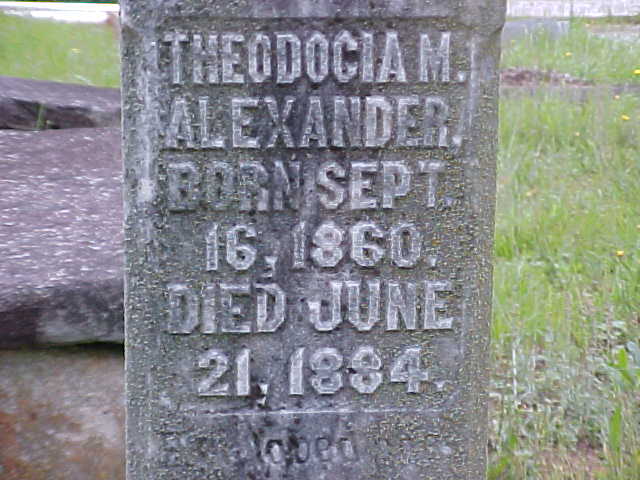 THEODOCIA M.
ALEXANDER.
BORN SEPT.
16, 1860.
DIED JUNE
21, 1884.